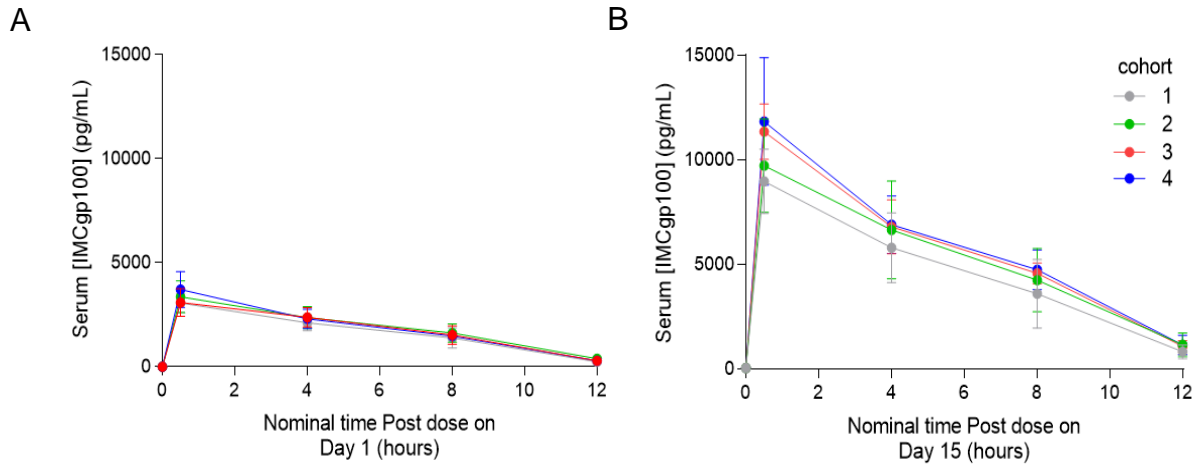 A
15000
10000
5000
0
Serum [IMCgp100] (pg/mL)
0 2 4 6 8 10 12
Nominal time Post dose on
Day 1 (hours)
B
15000
10000
5000
0
Serum [IMCgp100] (pg/mL)
0 2 4 6 8 10 12
Nominal time Post dose on
Day 15 (hours)
cohort
1
2
3
4